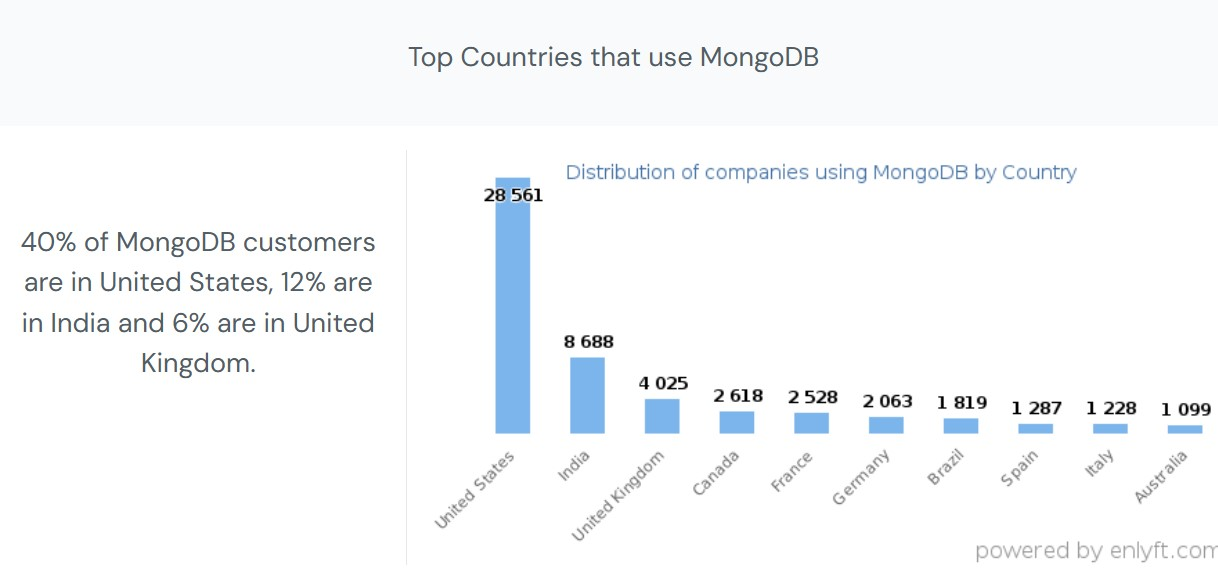 Top Countries that use MongoDB
40% of MongoDB customers
are in United States, 12% are
in India and 6% are in United
Kingdom.
Distribution of companies using MongoDB by Country
28 561
8 688
4 025
2 618
2 528
2 063
1 819
1 287
1 228
1 099
United States
India
United Kingdom
Canada
France
Germany
Brazil
Spain
Italy
Australia
powered by enlyft.com